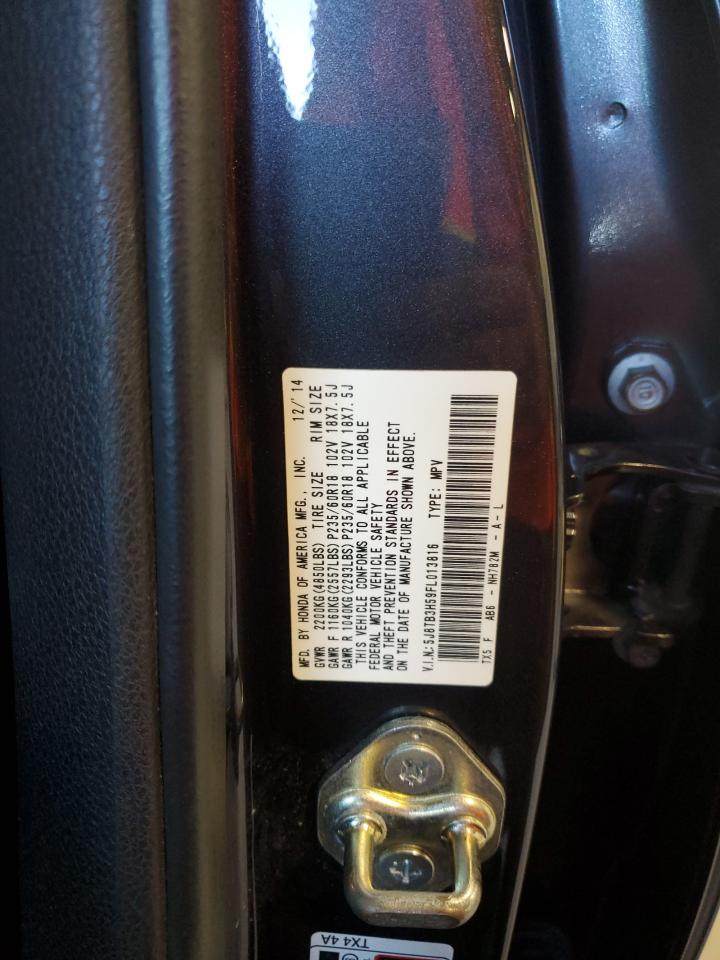 MFD. BY HONDA OF AMERICA MFG., INC. 12/'14
GVWR 2200KG(4850LBS) TIRE SIZE RIM SIZE
GAWR F 1160KG(2557LBS)P235/60R18 102V 18X7.5J
GAWR R 1040KG(2293LBS)P235/60R18 102V 18X7.5J
THIS VEHICLE CONFORMS TO ALL APPLICABLE
FEDERAL MOTOR VEHICLE SAFETY
AND THEFT PREVENTION STANDARDS IN EFFECT
ON THE DATE OF MANUFACTURE SHOWN ABOVE.
V.I.N.:5J8TB3H59FL013816 TYPE: MPV
TX5 F AB6 - NH782M - A - L
TX4 4A